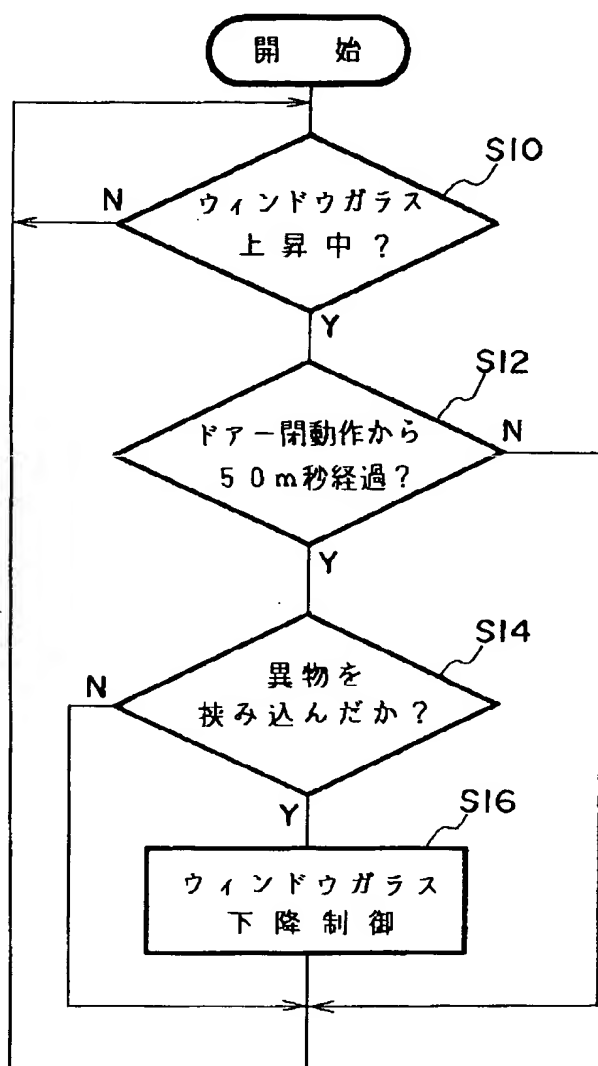 開始
S10
N
ウィンドウガラス
上昇中？
Y
S12
ドアー閉動作から
N
50m秒経過？
Y
S14
N
異物を
挟み込んだか？
Y
S16
ウィンドウガラス
下降制御